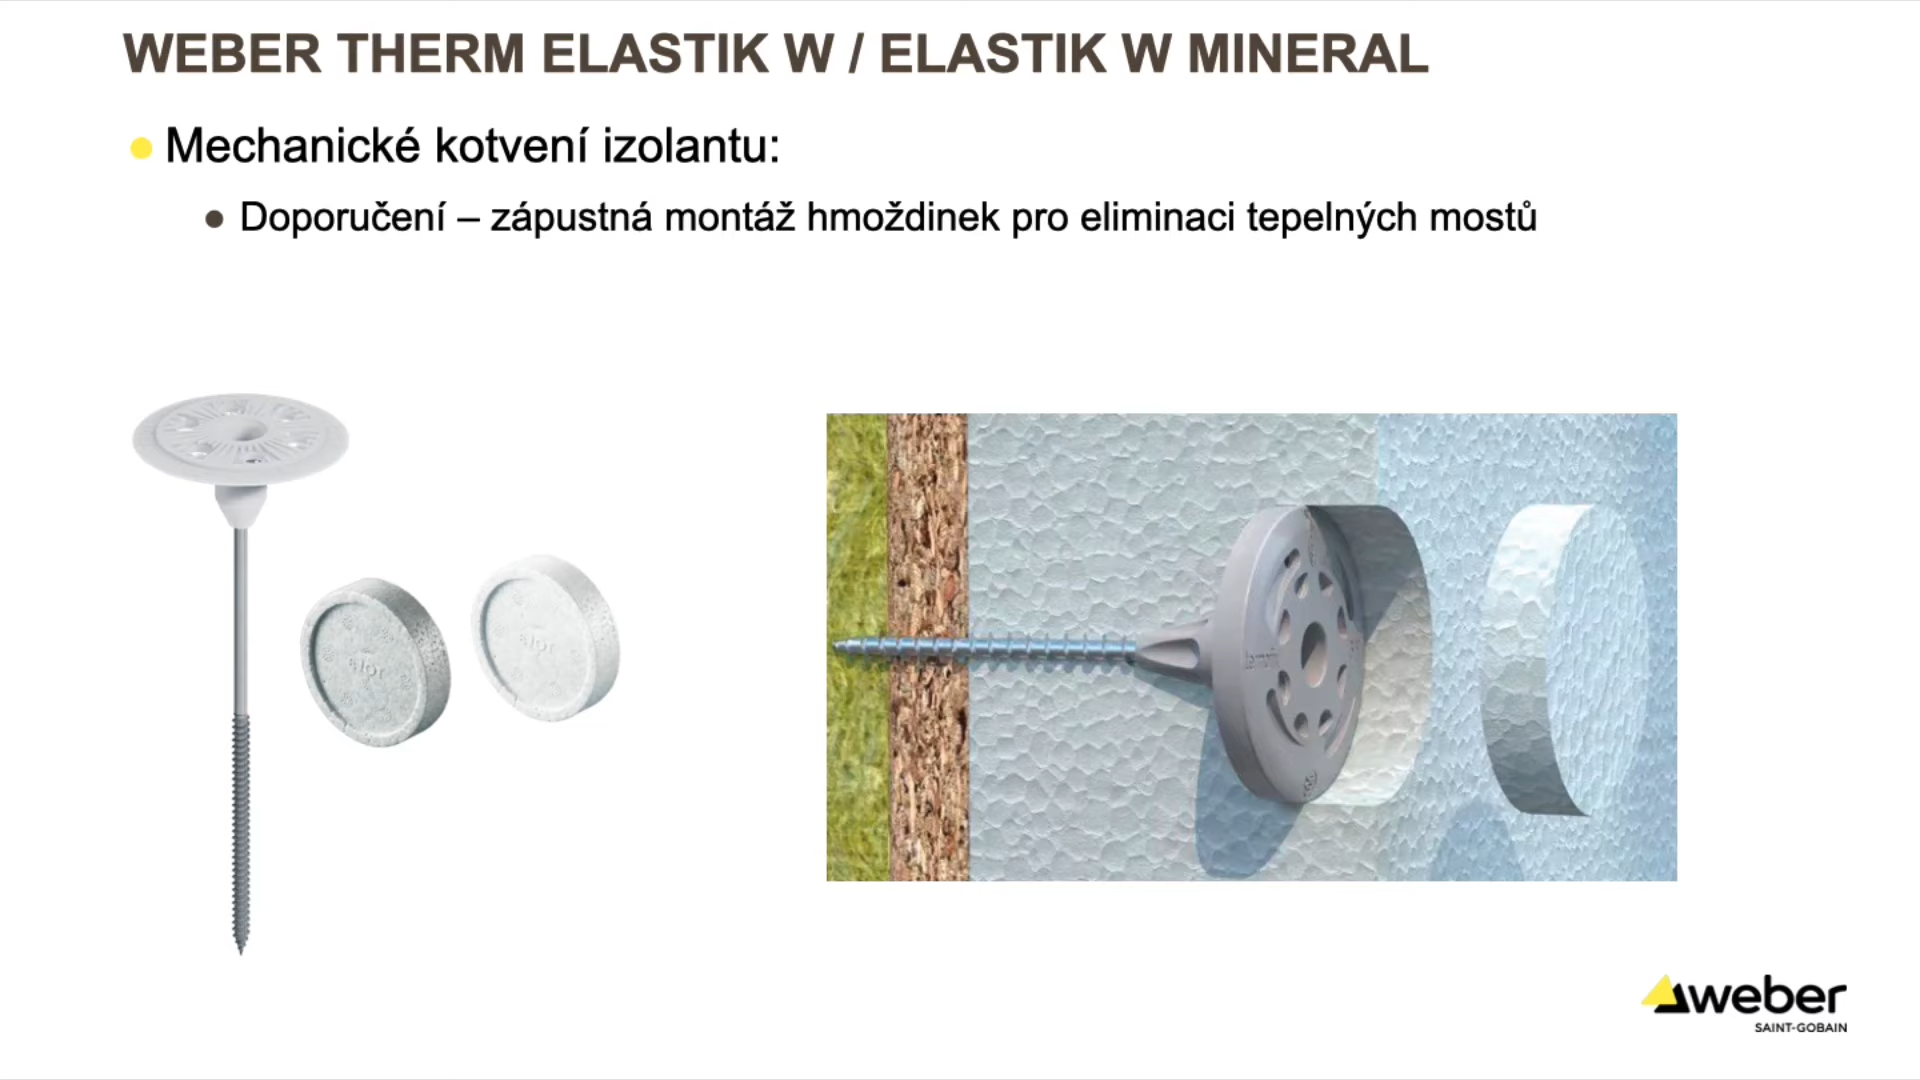 WEBER THERM ELASTIK W / ELASTIK W MINERAL
Mechanické kotvení izolantu:
Doporučení – zápustná montáž hmoždinek pro eliminaci tepelných mostů
weber
SAINT-GOBAIN